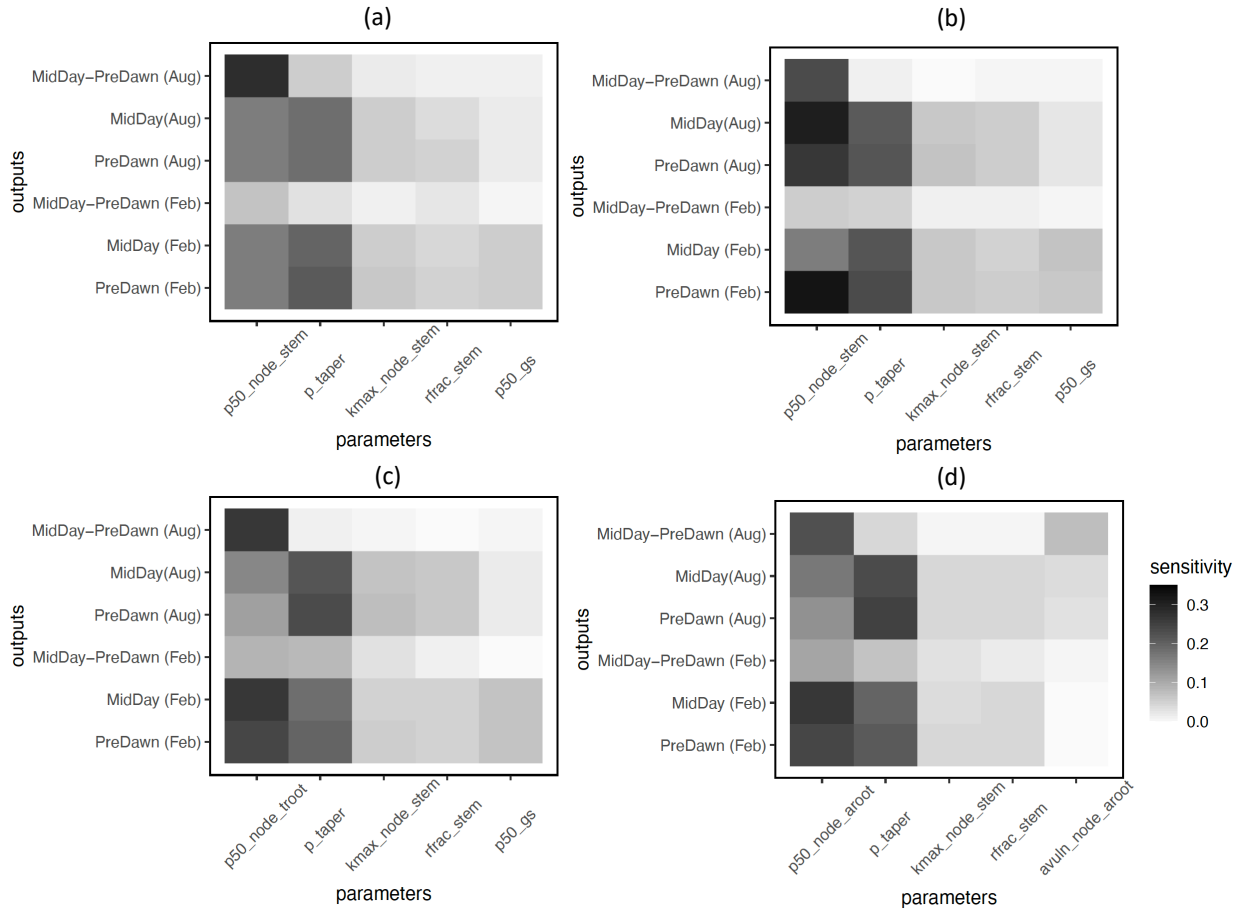 (a)
outputs
MidDay−PreDawn (Aug)
MidDay(Aug)
PreDawn (Aug)
MidDay−PreDawn (Feb)
MidDay (Feb)
PreDawn (Feb)
p50_node_stem
p_taper
kmax_node_stem
rfrac_stem
p50_gs
parameters
(b)
outputs
MidDay−PreDawn (Aug)
MidDay(Aug)
PreDawn (Aug)
MidDay−PreDawn (Feb)
MidDay (Feb)
PreDawn (Feb)
p50_node_stem
p_taper
kmax_node_stem
rfrac_stem
p50_gs
parameters
(c)
outputs
MidDay−PreDawn (Aug)
MidDay(Aug)
PreDawn (Aug)
MidDay−PreDawn (Feb)
MidDay (Feb)
PreDawn (Feb)
p50_node_troot
p_taper
kmax_node_stem
rfrac_stem
p50_gs
parameters
(d)
outputs
MidDay−PreDawn (Aug)
MidDay(Aug)
PreDawn (Aug)
MidDay−PreDawn (Feb)
MidDay (Feb)
PreDawn (Feb)
p50_node_aroot
p_taper
kmax_node_stem
rfrac_stem
avuln_node_aroot
parameters
sensitivity
0.3
0.2
0.1
0.0